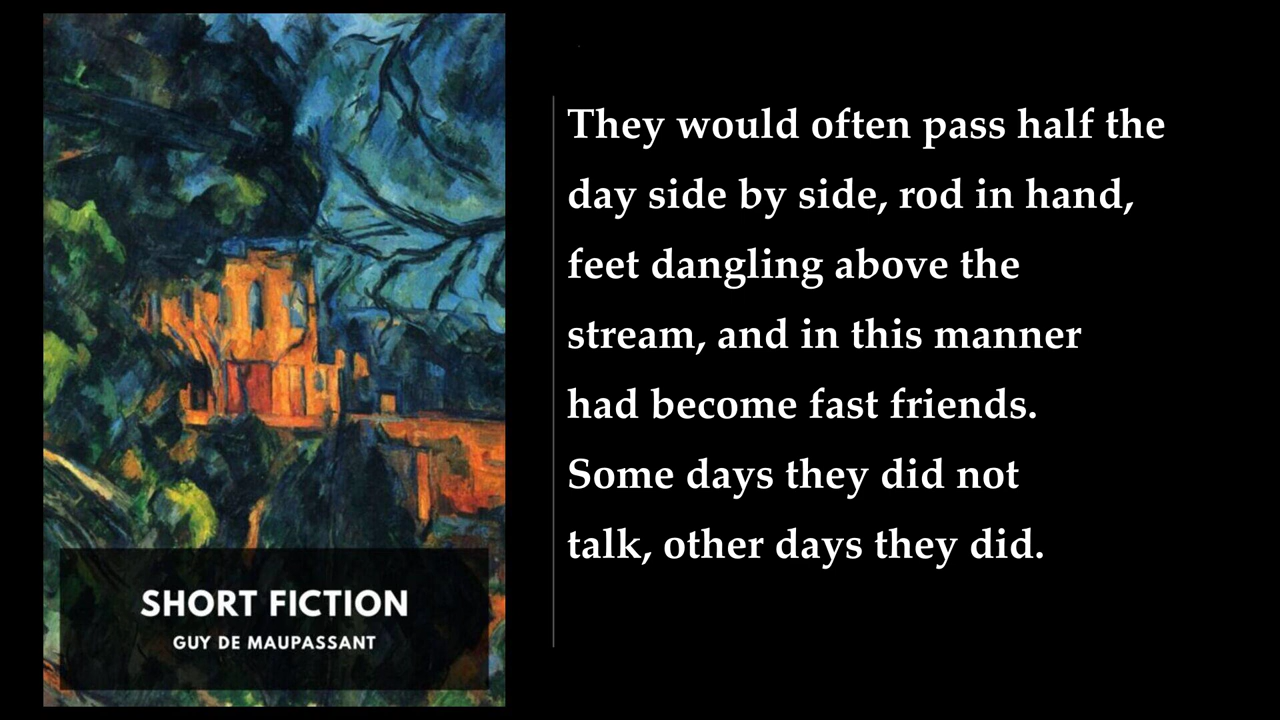 SHORT FICTION
GUY DE MAUPASSANT
They would often pass half the
day side by side, rod in hand,
feet dangling above the
stream, and in this manner
had become fast friends.
Some days they did not
talk, other days they did.